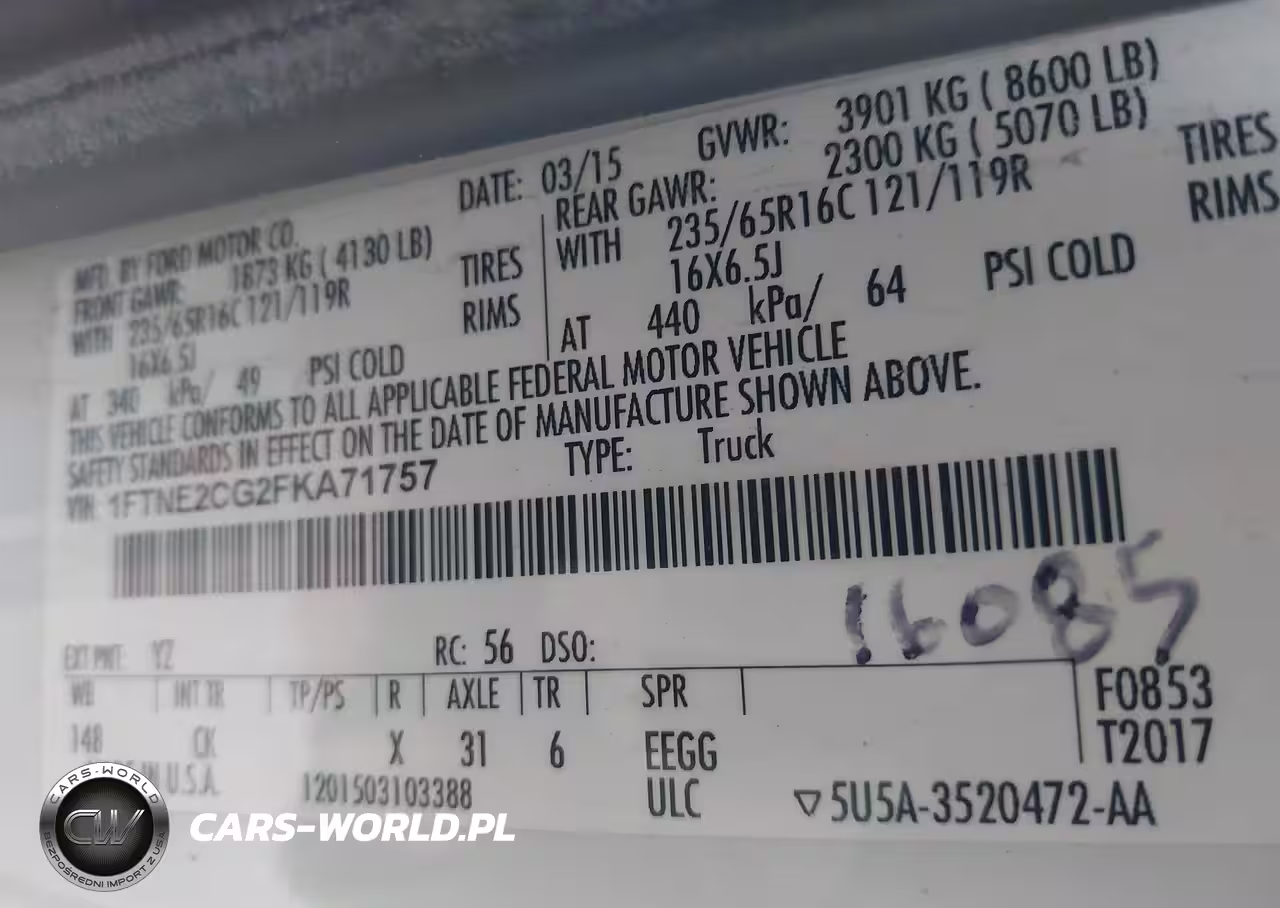 MFD. BY FORD MOTOR CO. DATE: 03/15 GVWR: 3901 KG ( 8600 LB)
FRONT GAWR: 1873 KG ( 4130 LB) REAR GAWR: 2300 KG ( 5070 LB)
WITH 235/65R16C 121/119R TIRES WITH 235/65R16C 121/119R TIRES
16X6.5J RIMS 16X6.5J RIMS
AT 340 kPa/ 49 PSI COLD AT 440 kPa/ 64 PSI COLD
THIS VEHICLE CONFORMS TO ALL APPLICABLE FEDERAL MOTOR VEHICLE
SAFETY STANDARDS IN EFFECT ON THE DATE OF MANUFACTURE SHOWN ABOVE.
VIN: 1FTNE2CG2FKA71757 TYPE: Truck
16085
EXT PNT: YZ RC: 56 DSO:
WB INT TR TP/PS R AXLE TR SPR F0853
148 CK X 31 6 EEGG T2017
IN U.S.A. 1201503103388 ULC ▽5U5A-3520472-AA
CARS-WORLD
CW
BEZPOŚREDNI IMPORT Z USA
CARS-WORLD.PL